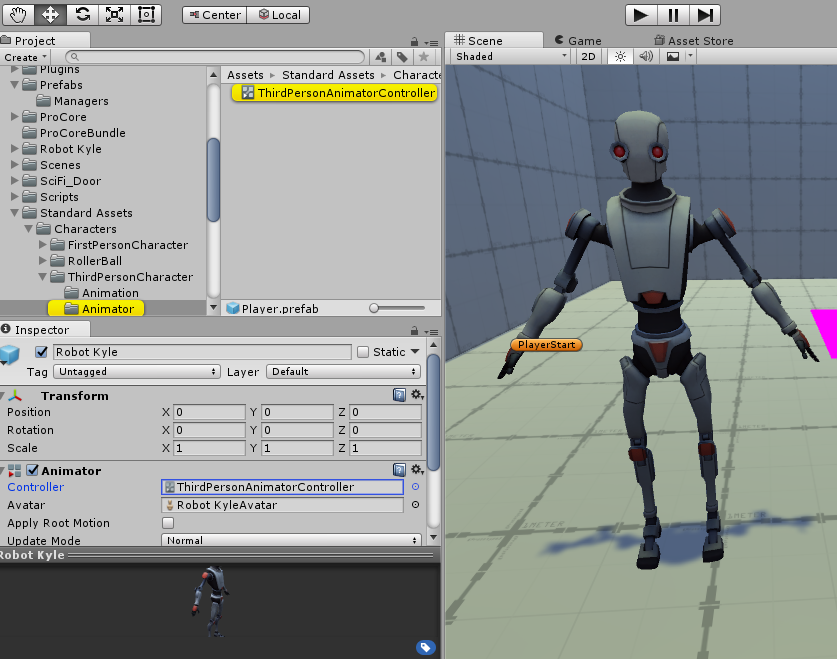 Center Local
Project
Create
Plugins
Prefabs
Managers
ProCore
ProCoreBundle
Robot Kyle
Scenes
SciFi_Door
Scripts
Standard Assets
Characters
FirstPersonCharacter
RollerBall
ThirdPersonCharacter
Animation
Animator
Assets Standard Assets Characte
ThirdPersonAnimatorController
Player.prefab
Inspector
Robot Kyle Static
Tag Untagged Layer Default
Transform
Position X 0 Y 0 Z 0
Rotation X 0 Y 0 Z 0
Scale X 1 Y 1 Z 1
Animator
Controller ThirdPersonAnimatorController
Avatar Robot KyleAvatar
Apply Root Motion
Update Mode Normal
Robot Kyle
Scene Game Asset Store
Shaded 2D
PlayerStart